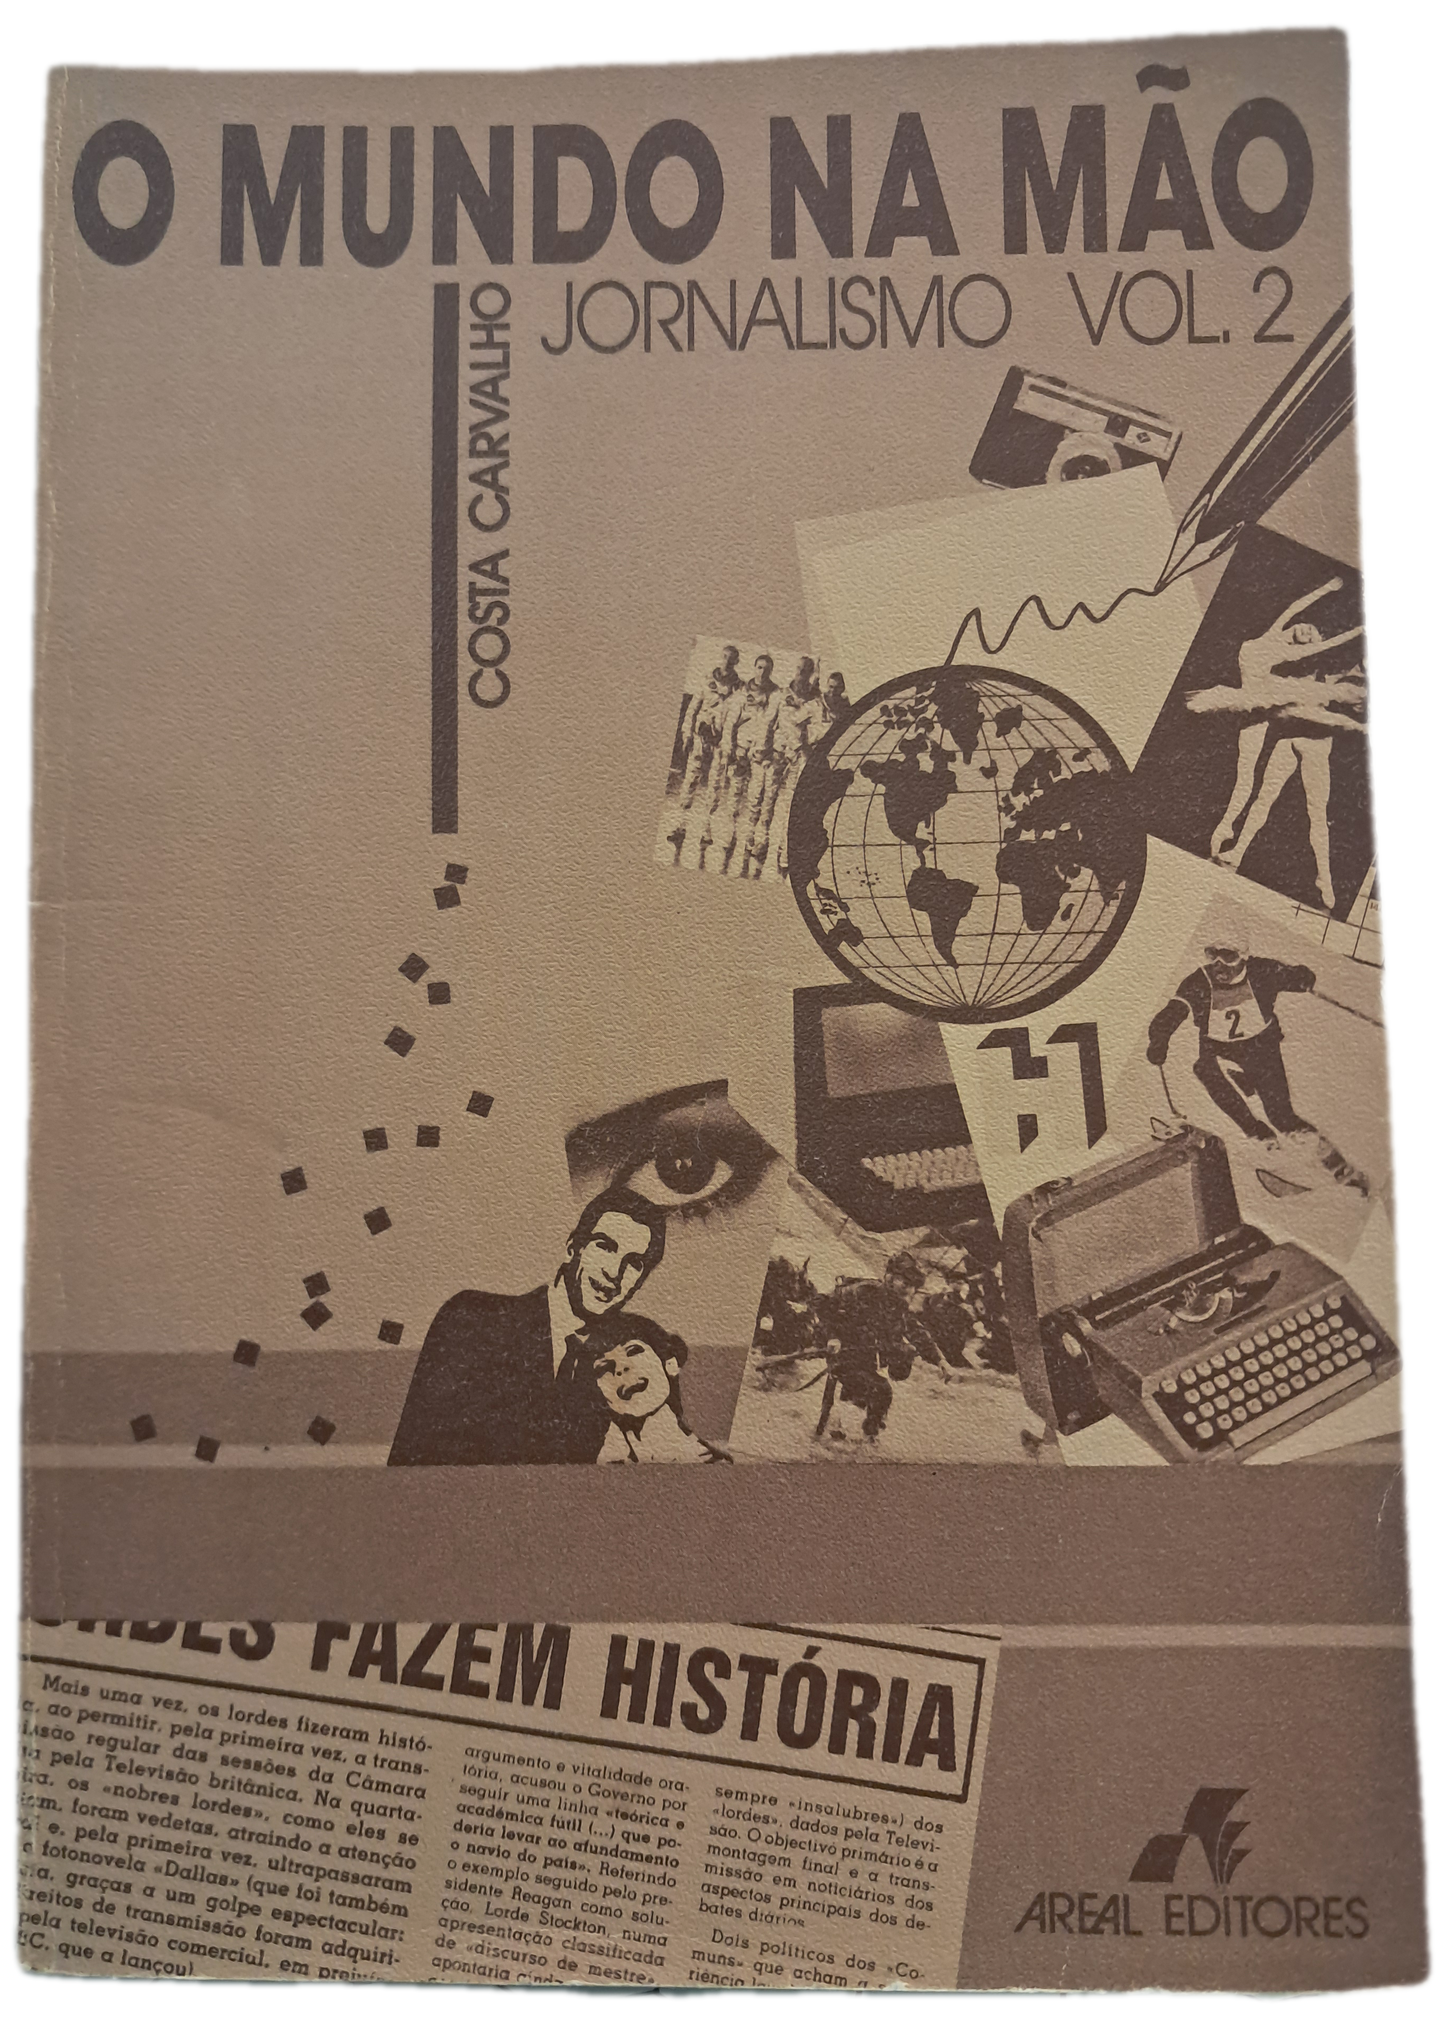 O MUNDO NA MÃO
JORNALISMO VOL. 2
COSTA CARVALHO
2
FAZEM HISTÓRIA
Mais uma vez, os lordes fizeram histó-
ao permitir, pela primeira vez, a trans-
regular das sessões da Câmara
pela Televisão britânica. Na quarta-
os «nobres lordes», como eles se
foram vedetas, atraindo a atenção
e, pela primeira vez, ultrapassaram
fotonovela «Dallas» (que foi também
graças a um golpe espectacular:
de transmissão foram adquiri-
pela televisão comercial, em
que a lançou)
argumento e vitalidade ora-
tória, acusou o Governo por
seguir uma linha «teórica e
académica fútil (...) que po-
deria levar ao afundamento
o navio do país». Referindo
o exemplo seguido pelo pre-
sidente Reagan como solu-
ção, Lorde Stockton, numa
apresentação classificada
de «discurso de mestre»,
apontaria
sempre «insalubres») dos
«lordes», dados pela Televi-
são. O objectivo primário é a
montagem final e a trans-
missão em noticiários dos
aspectos principais dos de-
bates diários.
Dois políticos dos «Co-
muns» que acham a
AREAL EDITORES